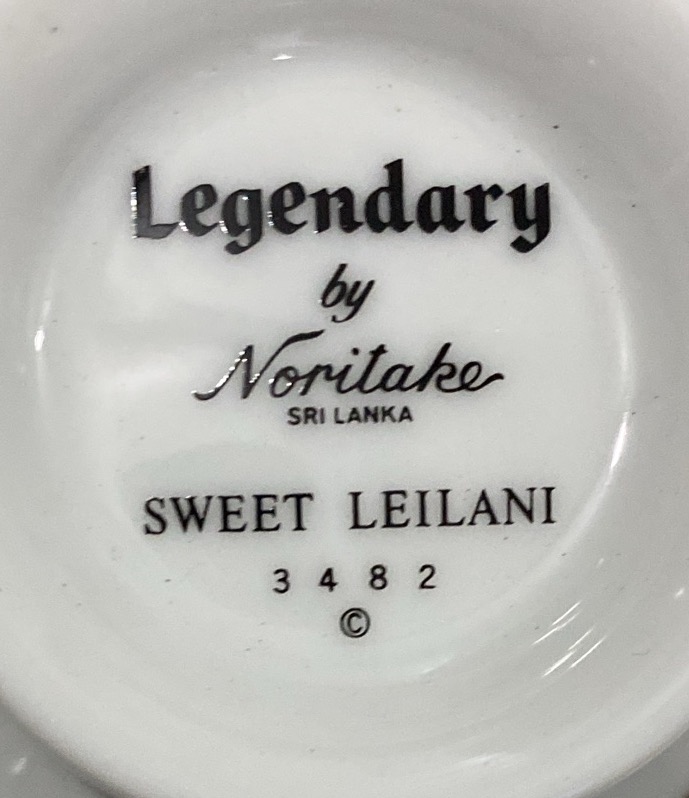 Legendary
by
Noritake
SRI LANKA
SWEET LEILANI
3482
©